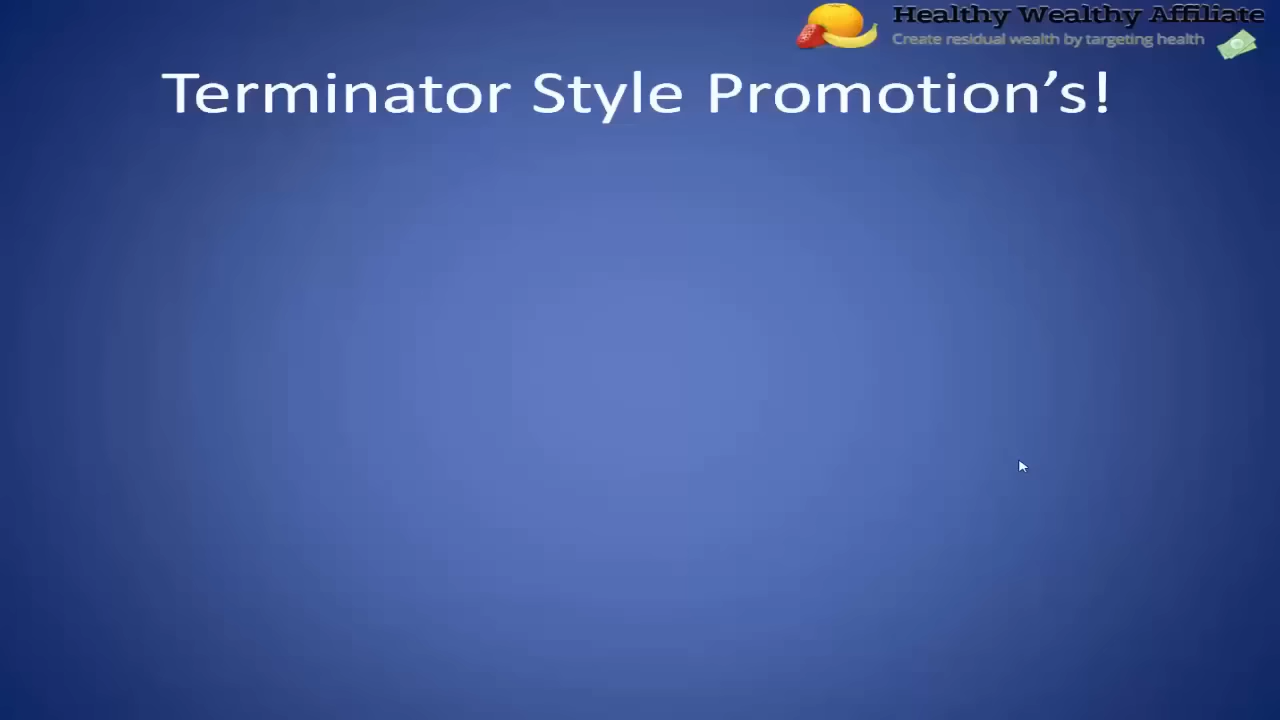 Healthy Wealthy Affiliate
Create residual wealth by targeting health
Terminator Style Promotion’s!